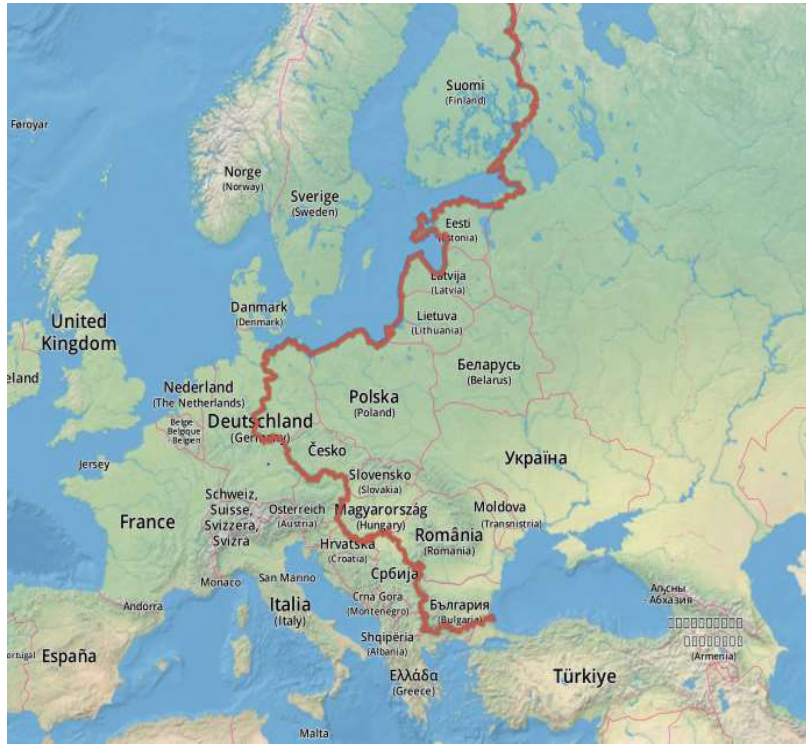 Suomi
(Finland)
Føroyar
Norge
(Norway)
Sverige
(Sweden)
Eesti
(Estonia)
Latvija
(Latvia)
Danmark
(Denmark)
Lietuva
(Lithuania)
United
Kingdom
Беларусь
(Belarus)
eland
Nederland
(The Netherlands)
Polska
(Poland)
België
Belgique
Belgien
Deutschland
(Germany)
Česko
Україна
Jersey
Slovensko
(Slovakia)
Schweiz,
Suisse,
Svizzera,
Svizra
Österreich
(Austria)
Magyarország
(Hungary)
Moldova
(Transnistria)
France
România
(Romania)
Hrvatska
(Croatia)
Србија
Monaco
San Marino
Аҧсны
- Абхазия
Andorra
Italia
(Italy)
Crna Gora
(Montenegro)
България
(Bulgaria)
Shqipëria
(Albania)
(Armenia)
España
Ελλάδα
(Greece)
Türkiye
Malta